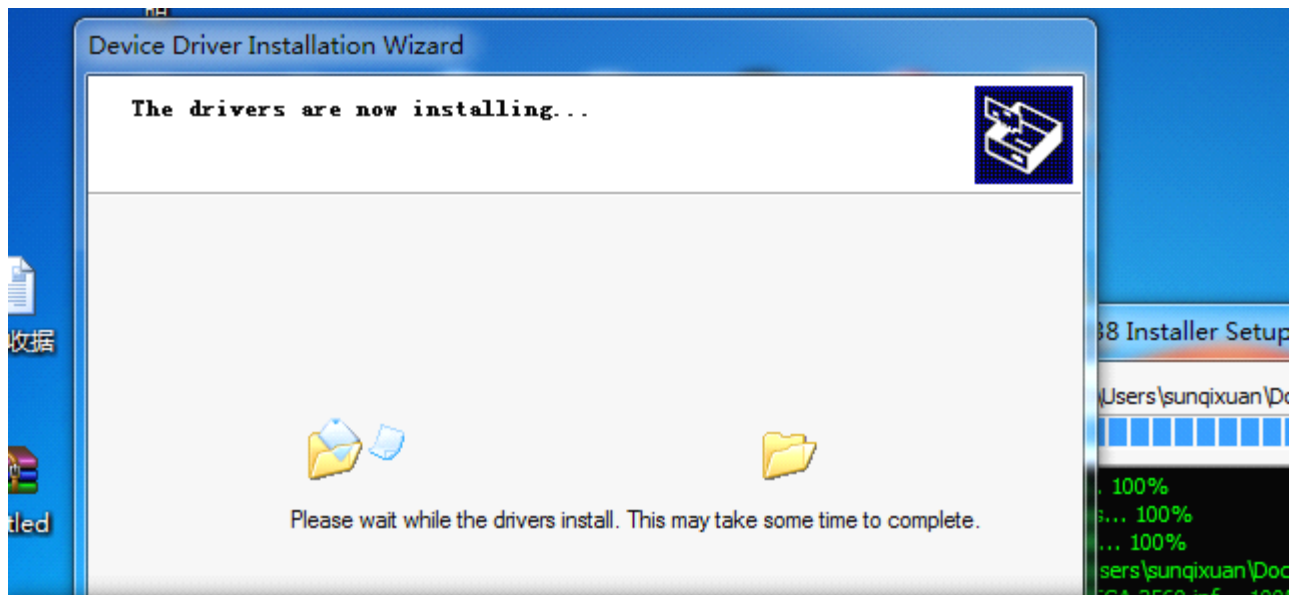 Device Driver Installation Wizard
The drivers are now installing...
收据
38 Installer Setup
\Users\sunqixuan\Do
. 100%
s... 100%
... 100%
tled
Please wait while the drivers install. This may take some time to complete.
sers\sunqixuan\Doc